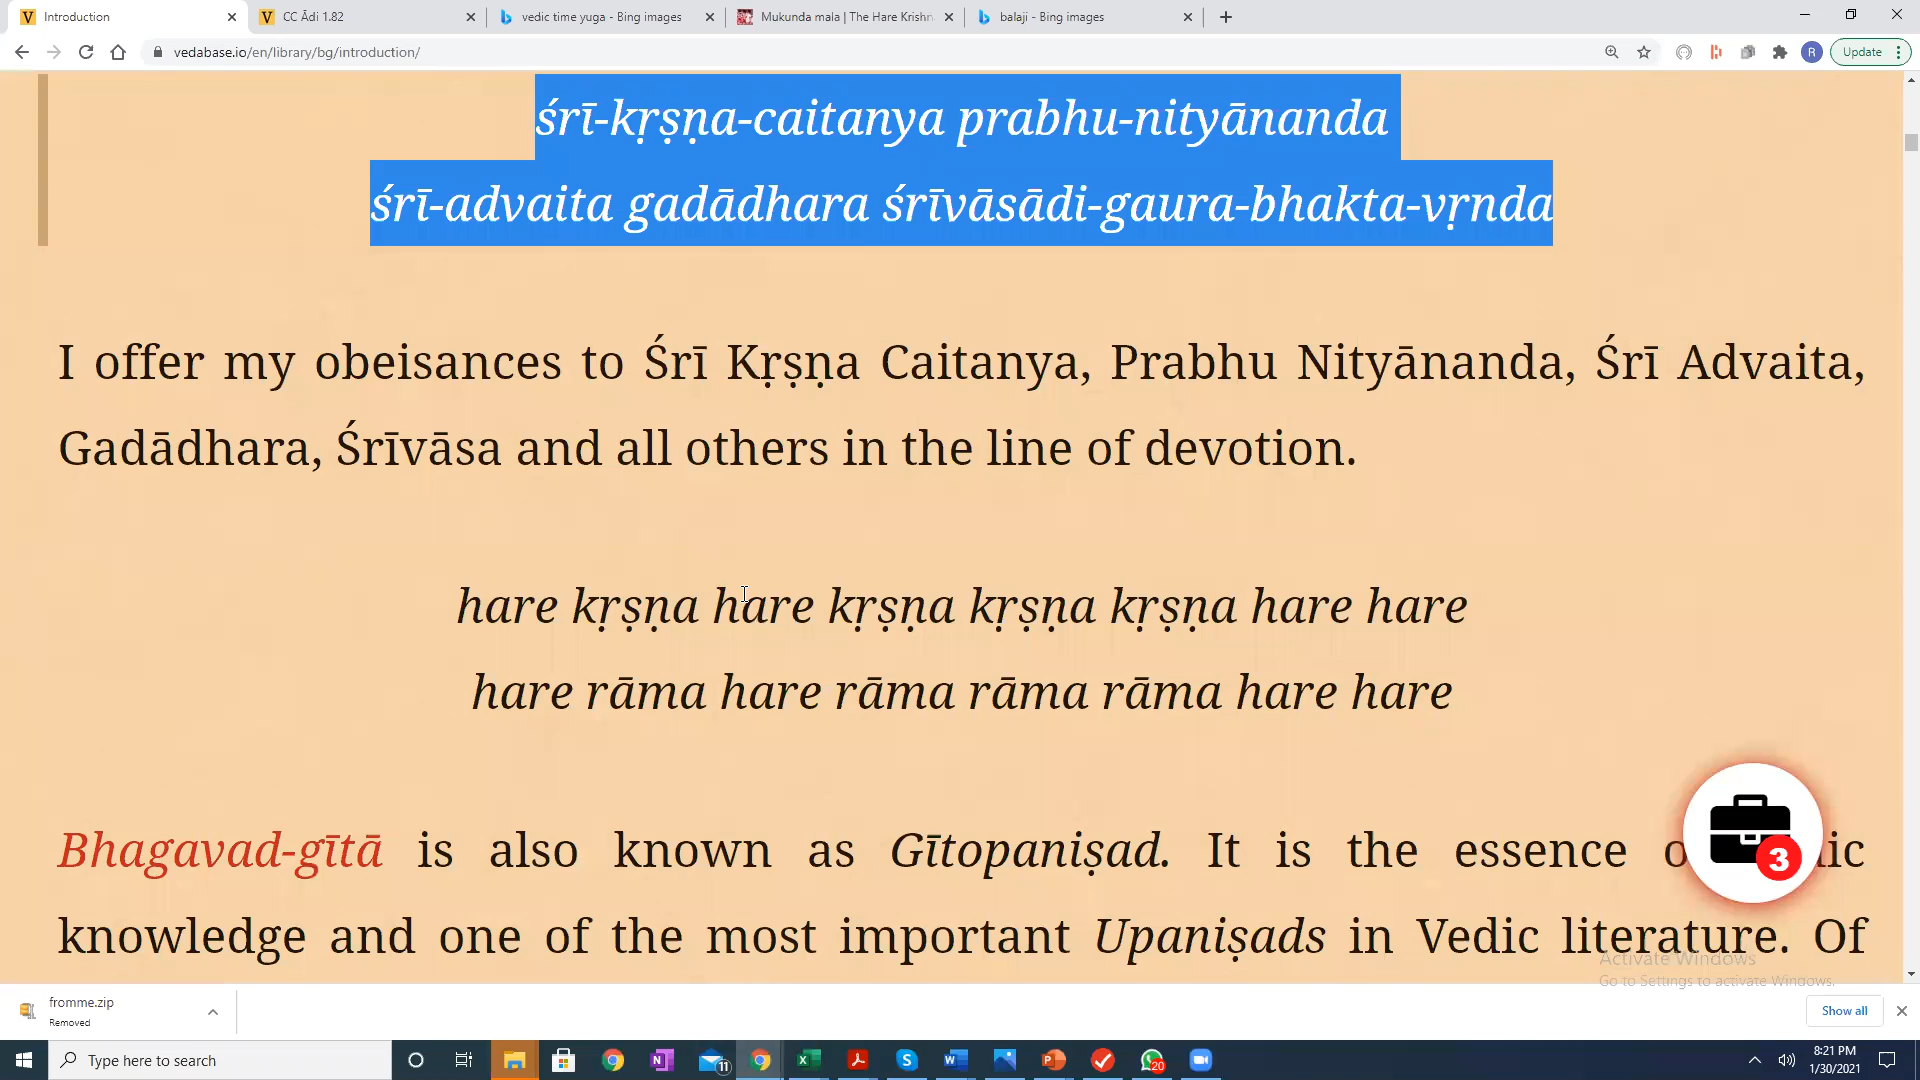 Introduction
CC Ādi 1.82
vedic time yuga - Bing images
Mukunda mala | The Hare Krishn
balaji - Bing images
vedabase.io/en/library/bg/introduction/
R
Update
śrī-kṛṣṇa-caitanya prabhu-nityānanda
śrī-advaita gadādhara śrīvāsādi-gaura-bhakta-vṛnda
I offer my obeisances to Śrī Kṛṣṇa Caitanya, Prabhu Nityānanda, Śrī Advaita,
Gadādhara, Śrīvāsa and all others in the line of devotion.
hare kṛṣṇa hare kṛṣṇa kṛṣṇa kṛṣṇa hare hare
hare rāma hare rāma rāma rāma hare hare
Bhagavad-gītā is also known as Gītopaniṣad. It is the essence
3
knowledge and one of the most important Upaniṣads in Vedic literature. Of
Activate Windows
Go to Settings to activate Windows.
fromme.zip
Removed
Show all
Type here to search
11
20
8:21 PM
1/30/2021